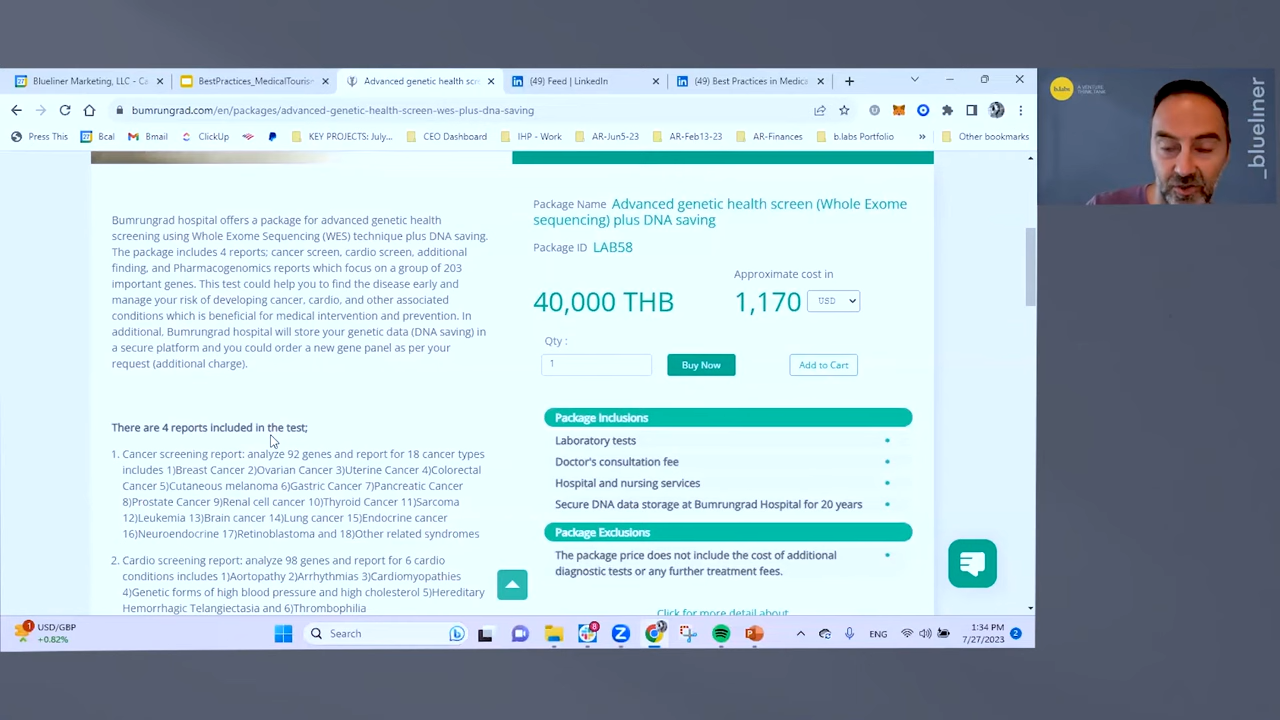 Blueliner Marketing, LLC - Ca
BestPractices_MedicalTouris
Advanced genetic health scr
(49) Feed | LinkedIn
(49) Best Practices in Medica
bumrungrad.com/en/packages/advanced-genetic-health-screen-wes-plus-dna-saving
Press This
Bcal
Bmail
ClickUp
KEY PROJECTS: July...
CEO Dashboard
IHP - Work
AR-Jun5-23
AR-Feb13-23
AR-Finances
b.labs Portfolio
»
Other bookmarks
b.labs
A VENTURE
THINK TANK
_blueliner
Bumrungrad hospital offers a package for advanced genetic health
screening using Whole Exome Sequencing (WES) technique plus DNA saving.
The package includes 4 reports; cancer screen, cardio screen, additional
finding, and Pharmacogenomics reports which focus on a group of 203
important genes. This test could help you to find the disease early and
manage your risk of developing cancer, cardio, and other associated
conditions which is beneficial for medical intervention and prevention. In
additional. Bumrungrad hospital will store your genetic data (DNA saving) in
a secure platform and you could order a new gene panel as per your
request (additional charge).
There are 4 reports included in the test;
1. Cancer screening report: analyze 92 genes and report for 18 cancer types
includes 1)Breast Cancer 2)Ovarian Cancer 3)Uterine Cancer 4)Colorectal
Cancer 5)Cutaneous melanoma 6)Gastric Cancer 7)Pancreatic Cancer
8)Prostate Cancer 9)Renal cell cancer 10)Thyroid Cancer 11)Sarcoma
12)Leukemia 13)Brain cancer 14)Lung cancer 15)Endocrine cancer
16)Neuroendocrine 17)Retinoblastoma and 18)Other related syndromes
2. Cardio screening report: analyze 98 genes and report for 6 cardio
conditions includes 1)Aortopathy 2)Arrhythmias 3)Cardiomyopathies
4)Genetic forms of high blood pressure and high cholesterol 5)Hereditary
Hemorrhagic Telangiectasia and 6)Thrombophilia
Package Name Advanced genetic health screen (Whole Exome
sequencing) plus DNA saving
Package ID LAB58
Approximate cost in
40,000 THB
1,170 USD
Qty :
1
Buy Now
Add to Cart
Package Inclusions
Laboratory tests
Doctor's consultation fee
Hospital and nursing services
Secure DNA data storage at Bumrungrad Hospital for 20 years
Package Exclusions
The package price does not include the cost of additional
diagnostic tests or any further treatment fees.
Click for more detail about
1
USD/GBP
+0.82%
Search
8
ENG
1:34 PM
7/27/2023
2